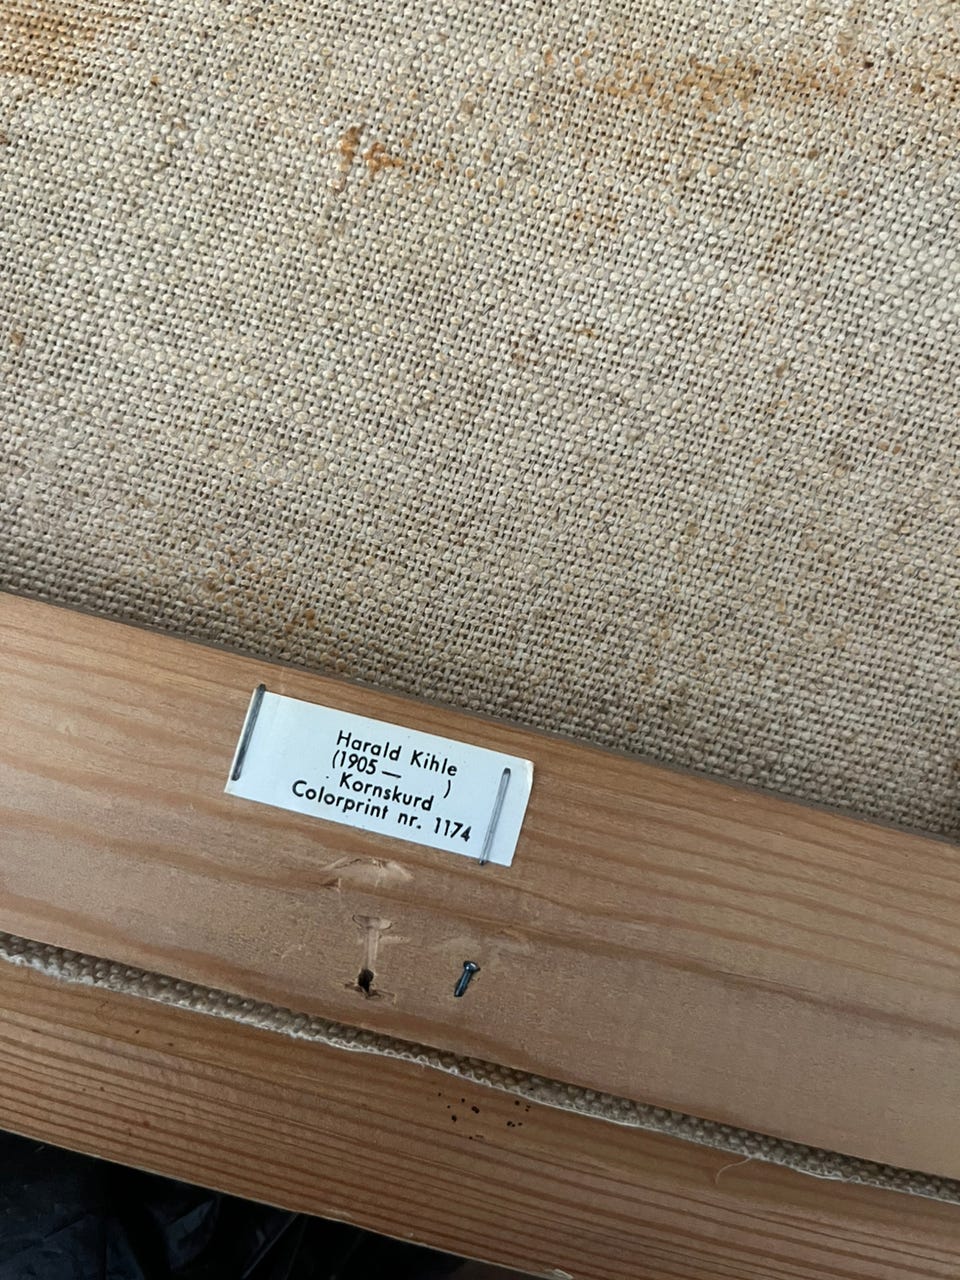 Harald Kihle
(1905 —      )
Kornskurd
Colorprint nr. 1174